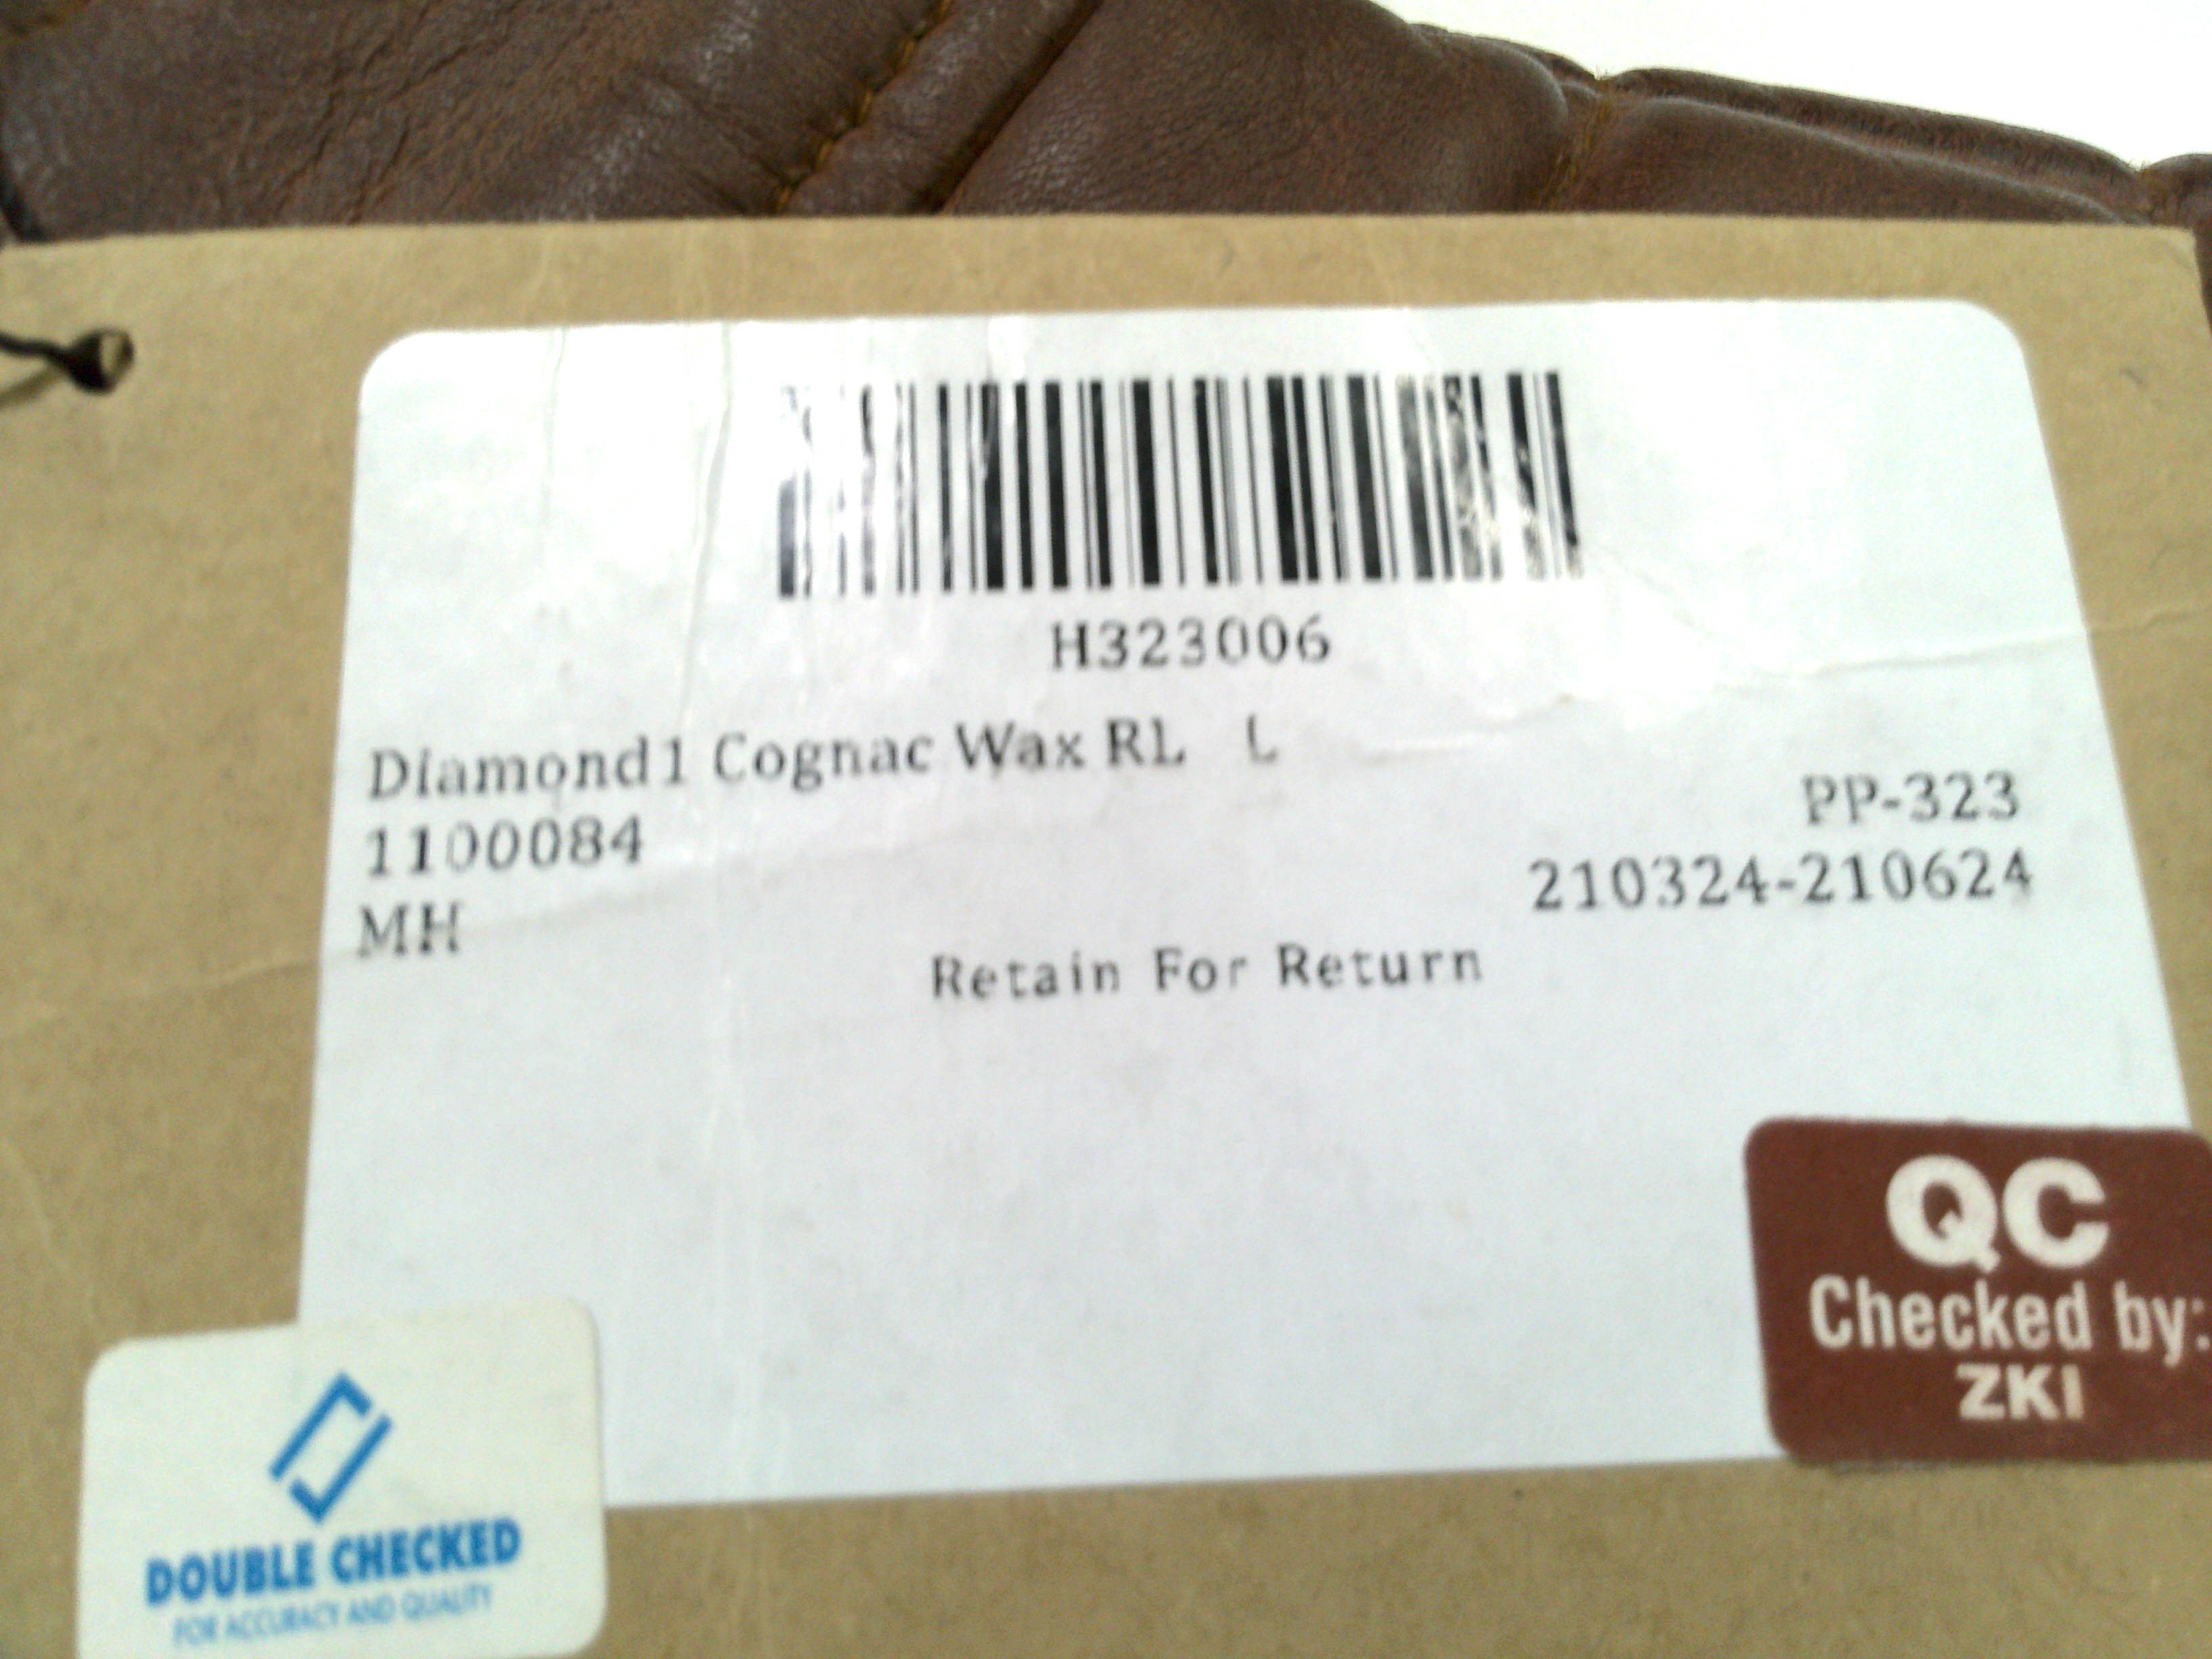 H323006
Diamond1 Cognac Wax RL L
PP-323
1100084
210324-210624
MH
Retain For Return
QC
Checked by:
ZKI
DOUBLE CHECKED
FOR ACCURACY AND QUALITY